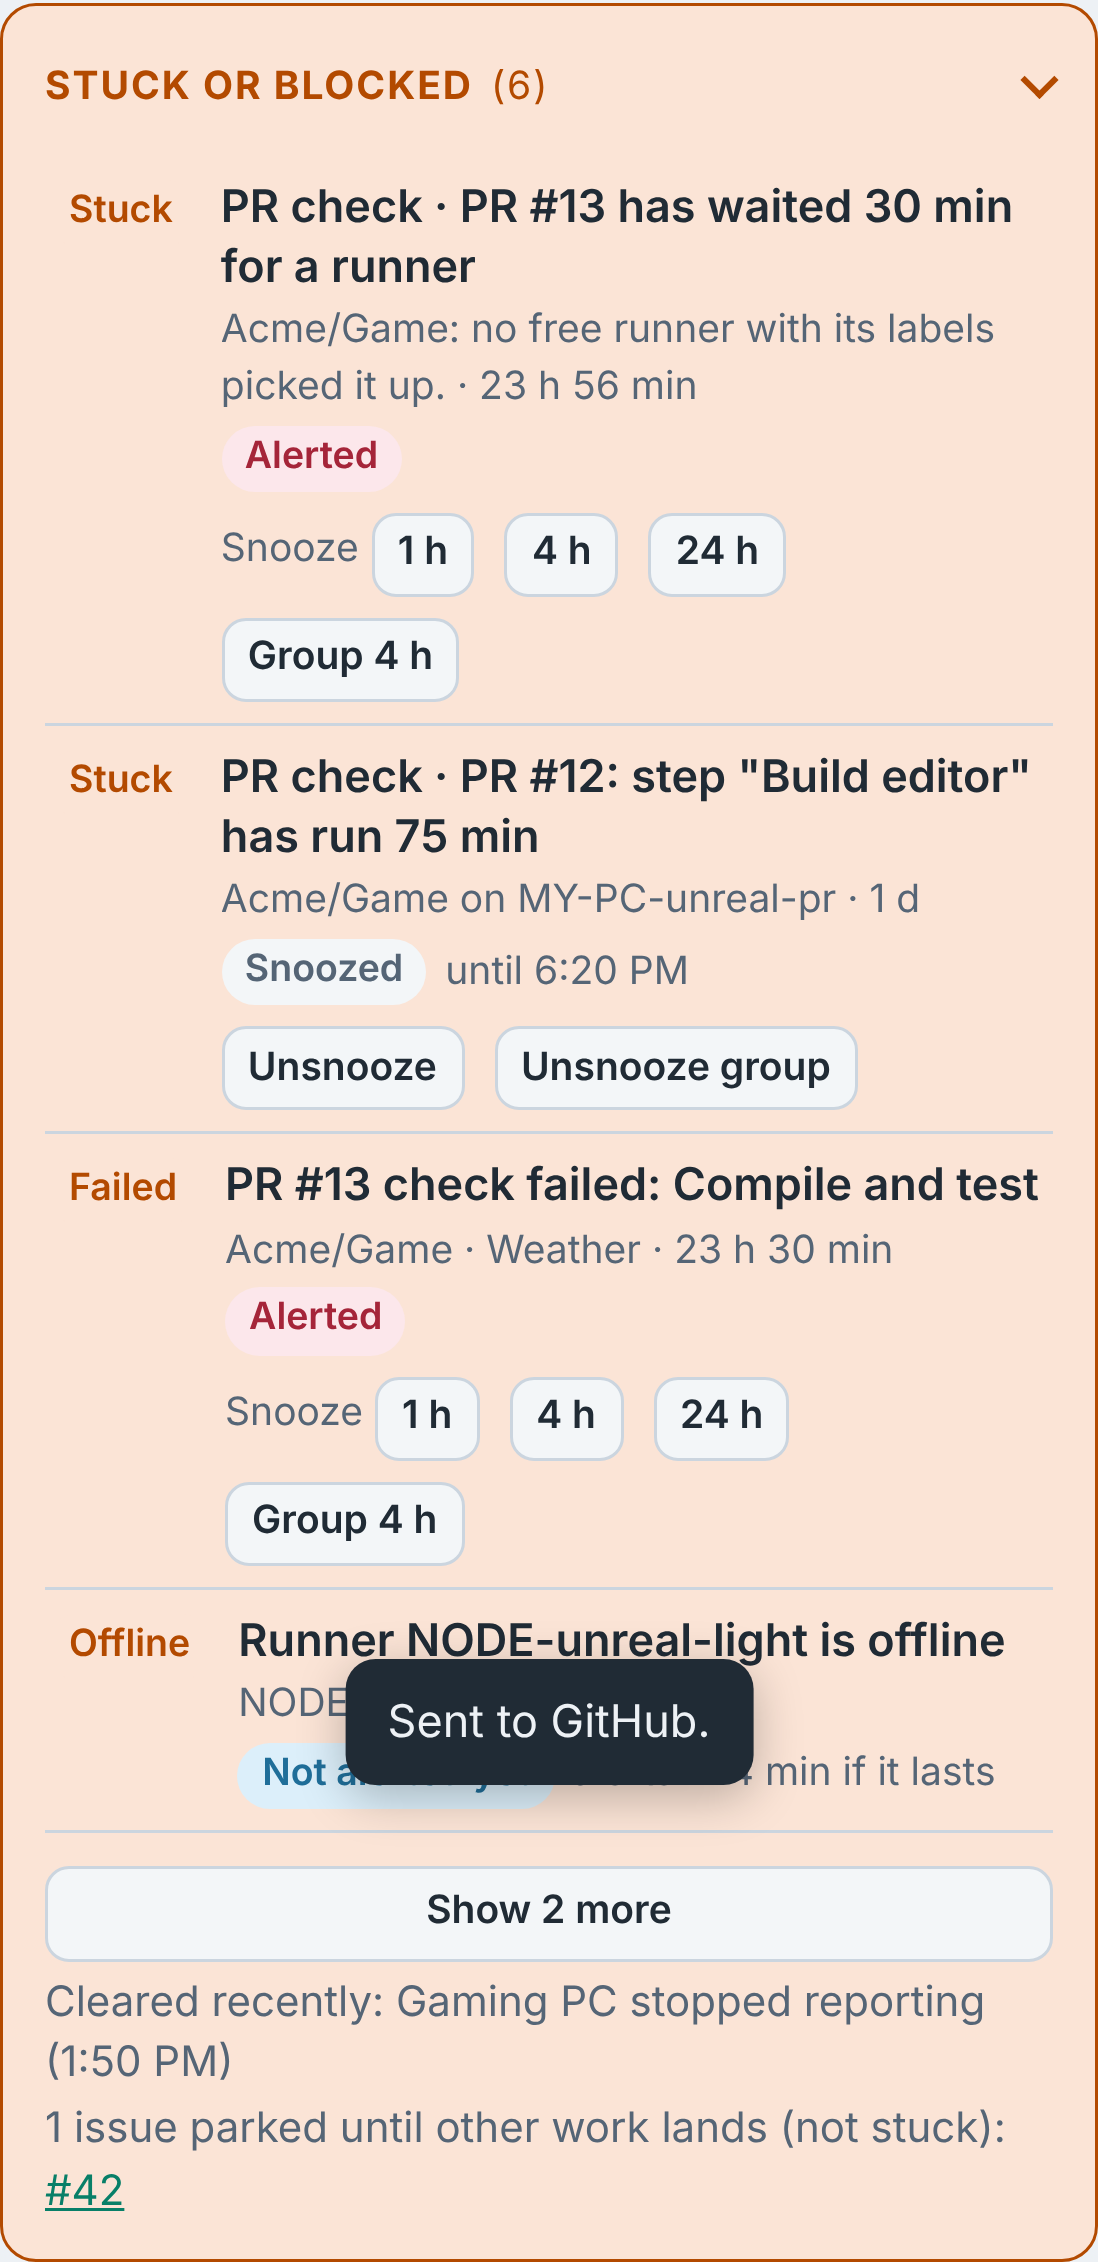 STUCK OR BLOCKED (6)
Stuck
PR check · PR #13 has waited 30 min
for a runner
Acme/Game: no free runner with its labels
picked it up. · 23 h 56 min
Alerted
Snooze 1 h 4 h 24 h
Group 4 h
Stuck
PR check · PR #12: step "Build editor"
has run 75 min
Acme/Game on MY-PC-unreal-pr · 1 d
Snoozed until 6:20 PM
Unsnooze Unsnooze group
Failed
PR #13 check failed: Compile and test
Acme/Game · Weather · 23 h 30 min
Alerted
Snooze 1 h 4 h 24 h
Group 4 h
Offline
Runner NODE-unreal-light is offline
NODE
Sent to GitHub.
Not min if it lasts
Show 2 more
Cleared recently: Gaming PC stopped reporting
(1:50 PM)
1 issue parked until other work lands (not stuck):
#42